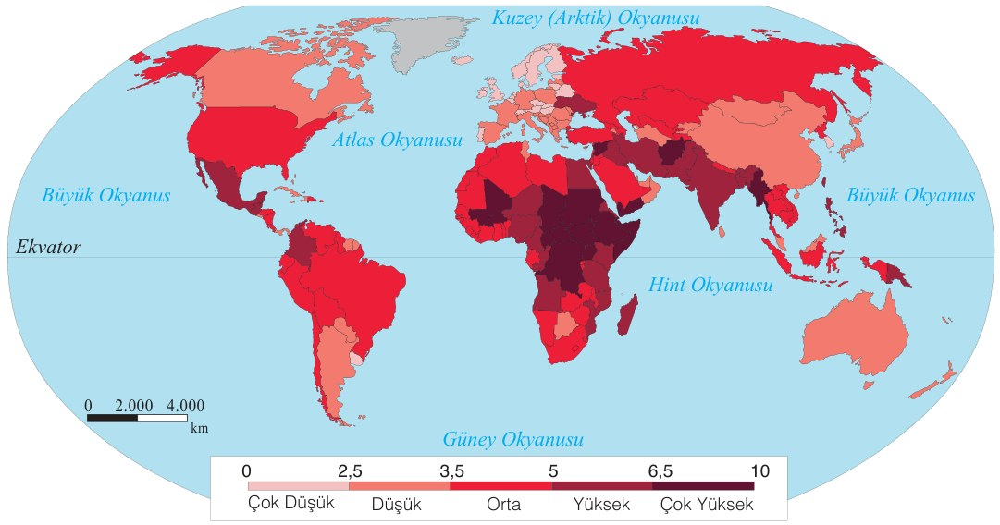 Kuzey (Arktik) Okyanusu
Atlas Okyanusu
Büyük Okyanus
Büyük Okyanus
Ekvator
Hint Okyanusu
0 2.000 4.000
km
Güney Okyanusu
0 2,5 3,5 5 6,5 10
Çok Düşük Düşük Orta Yüksek Çok Yüksek